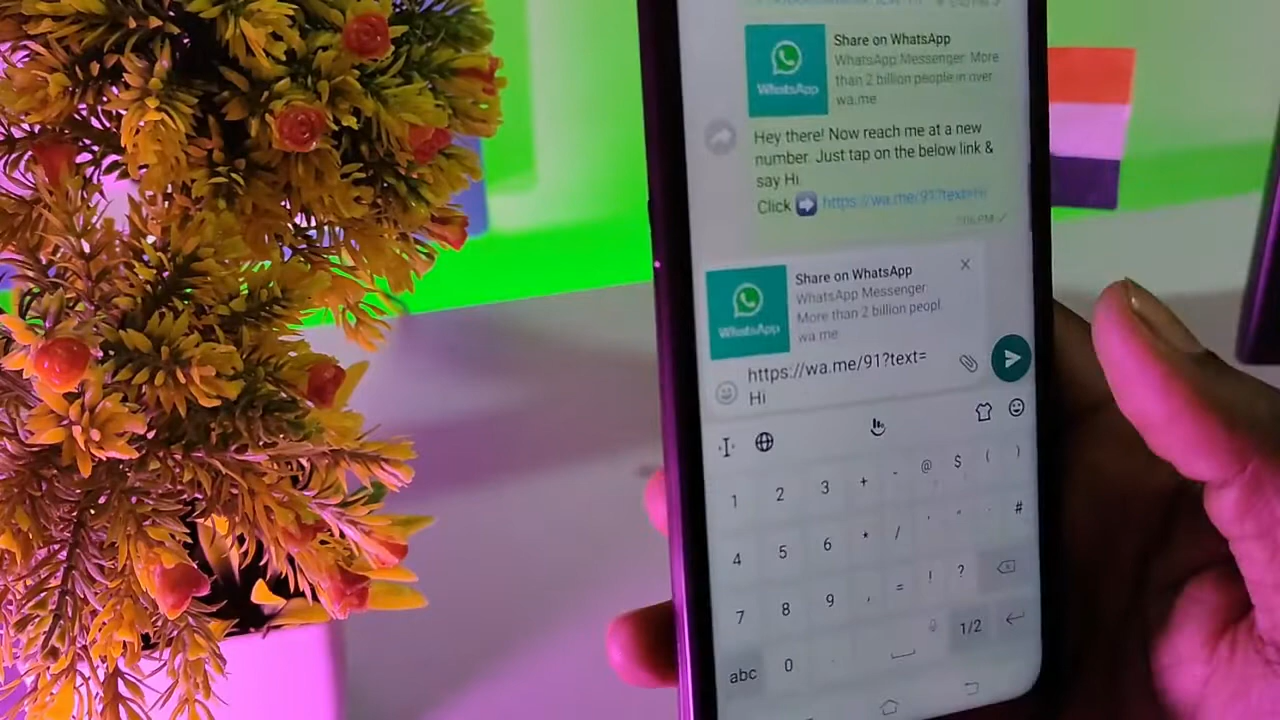 Share on WhatsApp
WhatsApp Messenger: More
than 2 billion people in over
wa.me
WhatsApp
Hey there! Now reach me at a new
number. Just tap on the below link &
say Hi.
Click ➡ https://wa.me/91?text=Hi
Share on WhatsApp
WhatsApp Messenger:
More than 2 billion peopl
wa.me
WhatsApp
https://wa.me/91?text=
Hi
1 2 3 + - @ $ ( )
4 5 6 * / ' " #
7 8 9 , = ! ?
abc 0 . 1/2